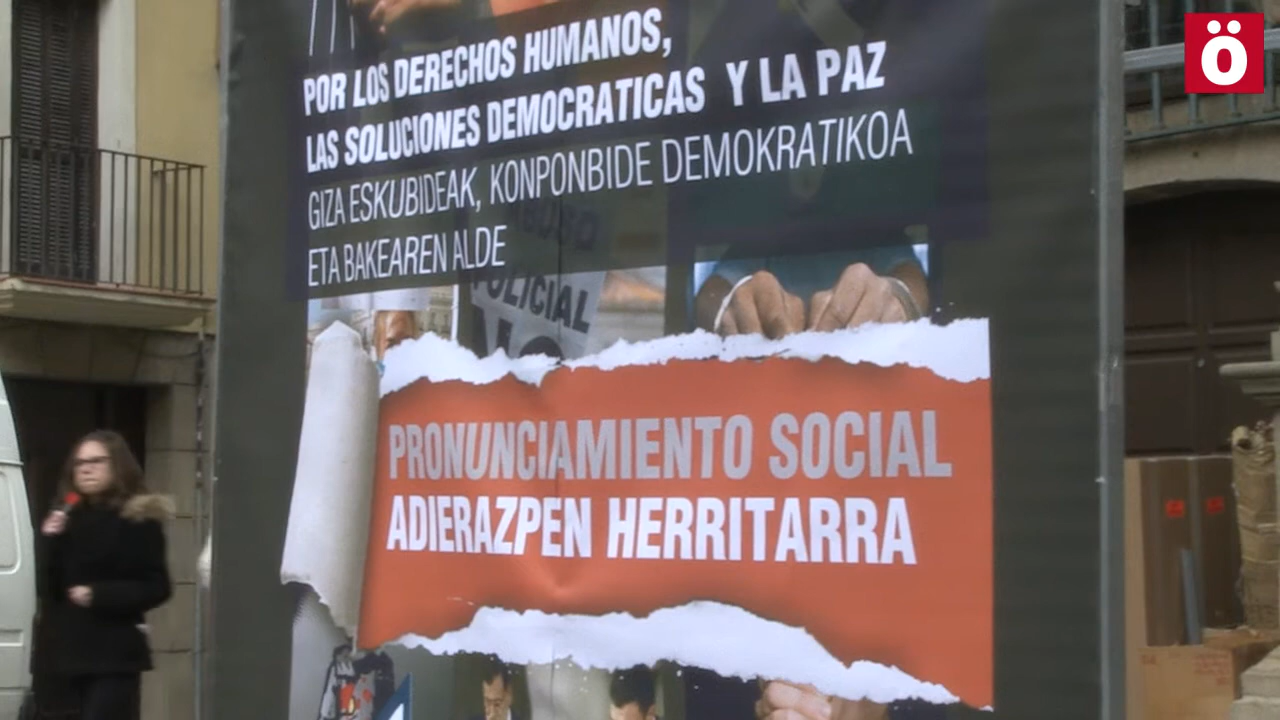 Ö
POR LOS DERECHOS HUMANOS,
LAS SOLUCIONES DEMOCRATICAS Y LA PAZ
GIZA ESKUBIDEAK, KONPONBIDE DEMOKRATIKOA
ETA BAKEAREN ALDE
POLICIAL
PRONUNCIAMIENTO SOCIAL
ADIERAZPEN HERRITARRA